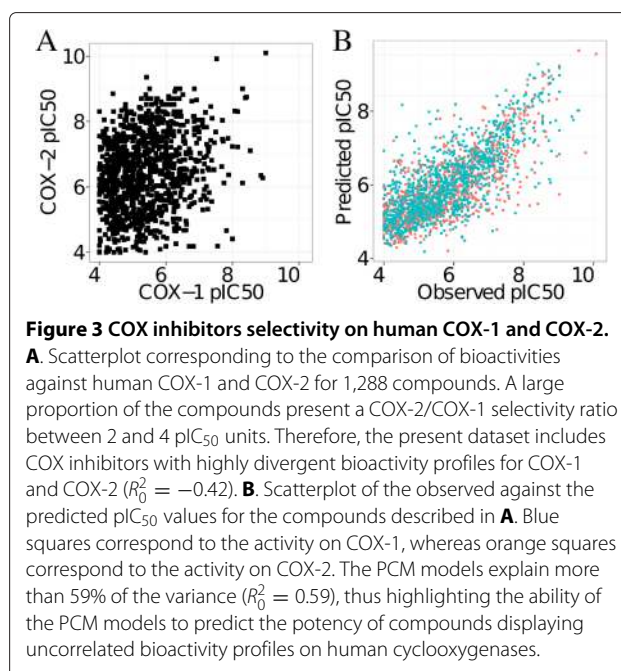 A
B
10
8
6
4
COX-2 pIC50
4 6 8 10
COX−1 pIC50
8
6
4
Predicted pIC50
4 6 8 10
Observed pIC50
Figure 3 COX inhibitors selectivity on human COX-1 and COX-2.
A. Scatterplot corresponding to the comparison of bioactivities
against human COX-1 and COX-2 for 1,288 compounds. A large
proportion of the compounds present a COX-2/COX-1 selectivity ratio
between 2 and 4 pIC₅₀ units. Therefore, the present dataset includes
COX inhibitors with highly divergent bioactivity profiles for COX-1
and COX-2 (R₀² = −0.42). B. Scatterplot of the observed against the
predicted pIC₅₀ values for the compounds described in A. Blue
squares correspond to the activity on COX-1, whereas orange squares
correspond to the activity on COX-2. The PCM models explain more
than 59% of the variance (R₀² = 0.59), thus highlighting the ability of
the PCM models to predict the potency of compounds displaying
uncorrelated bioactivity profiles on human cyclooxygenases.